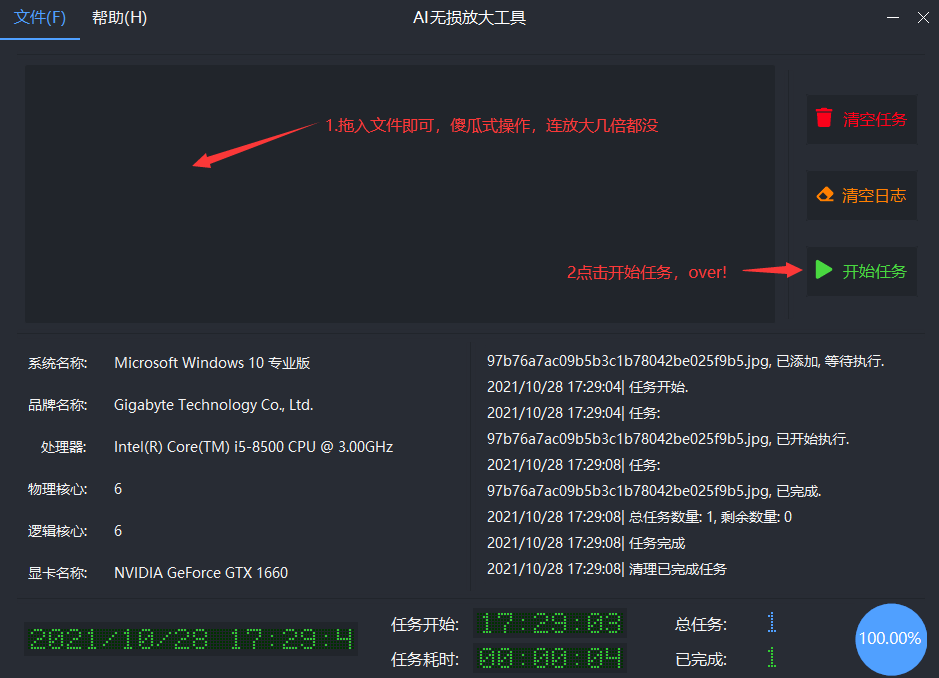 文件(F) 帮助(H) AI无损放大工具
1.拖入文件即可，傻瓜式操作，连放大几倍都没
清空任务
清空日志
2点击开始任务，over!
开始任务
系统名称: Microsoft Windows 10 专业版
品牌名称: Gigabyte Technology Co., Ltd.
处理器: Intel(R) Core(TM) i5-8500 CPU @ 3.00GHz
物理核心: 6
逻辑核心: 6
显卡名称: NVIDIA GeForce GTX 1660
97b76a7ac09b5b3c1b78042be025f9b5.jpg, 已添加, 等待执行.
2021/10/28 17:29:04| 任务开始.
2021/10/28 17:29:04| 任务:
97b76a7ac09b5b3c1b78042be025f9b5.jpg, 已开始执行.
2021/10/28 17:29:08| 任务:
97b76a7ac09b5b3c1b78042be025f9b5.jpg, 已完成.
2021/10/28 17:29:08| 总任务数量: 1, 剩余数量: 0
2021/10/28 17:29:08| 任务完成
2021/10/28 17:29:08| 清理已完成任务
2021/10/28 17:29:4
任务开始: 17:29:03
任务耗时: 00:00:04
总任务: 1
已完成: 1
100.00%